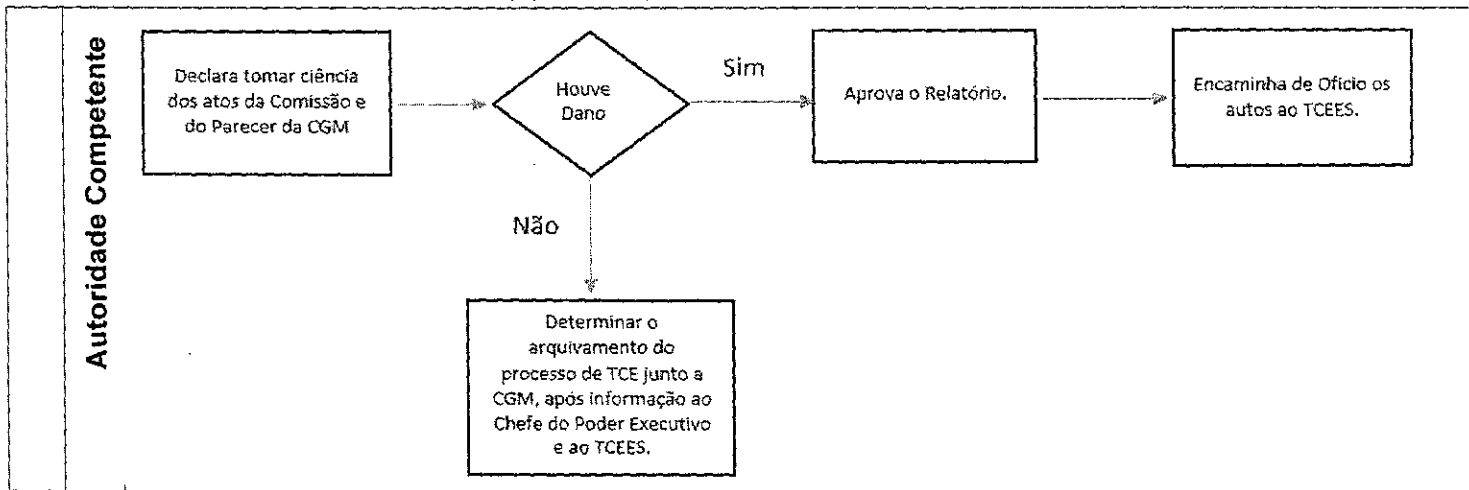 Autoridade Competente
Declara tomar ciência
dos atos da Comissão e
do Parecer da CGM
Houve
Dano
Sim
Aprova o Relatório.
Encaminha de Ofício os
autos ao TCEES.
Não
Determinar o
arquivamento do
processo de TCE junto a
CGM, após informação ao
Chefe do Poder Executivo
e ao TCEES.